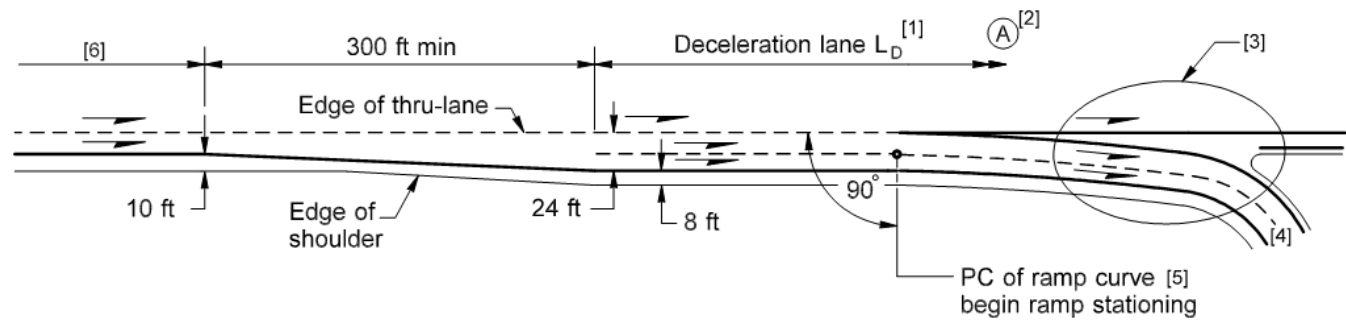 [6]
300 ft min
Deceleration lane L_D [1]
A [2]
[3]
Edge of thru-lane
10 ft
Edge of
shoulder
24 ft
8 ft
90°
[4]
PC of ramp curve [5]
begin ramp stationing